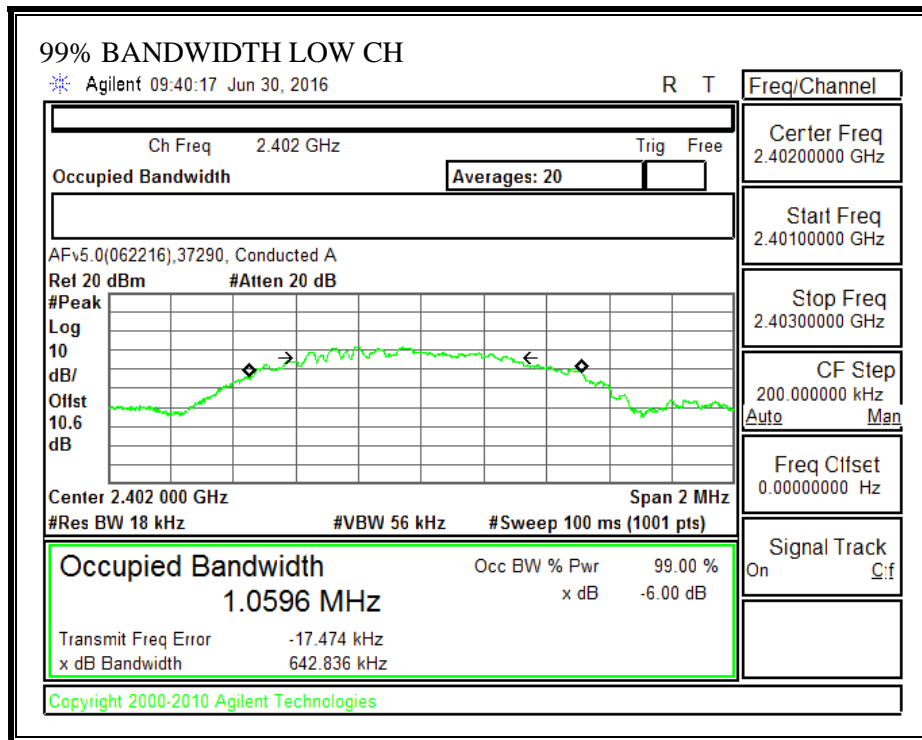 99% BANDWIDTH LOW CH
Agilent 09:40:17 Jun 30, 2016 R T
Freq/Channel
Ch Freq 2.402 GHz Trig Free
Occupied Bandwidth Averages: 20
AFv5.0(062216),37290, Conducted A
Ref 20 dBm #Atten 20 dB
#Peak
Log
10
dB/
Offst
10.6
dB
Center 2.402 000 GHz Span 2 MHz
#Res BW 18 kHz #VBW 56 kHz #Sweep 100 ms (1001 pts)
Occupied Bandwidth Occ BW % Pwr 99.00 %
1.0596 MHz x dB -6.00 dB
Transmit Freq Error -17.474 kHz
x dB Bandwidth 642.836 kHz
Copyright 2000-2010 Agilent Technologies
Center Freq
2.40200000 GHz
Start Freq
2.40100000 GHz
Stop Freq
2.40300000 GHz
CF Step
200.000000 kHz
Auto Man
Freq Offset
0.00000000 Hz
Signal Track
On Off